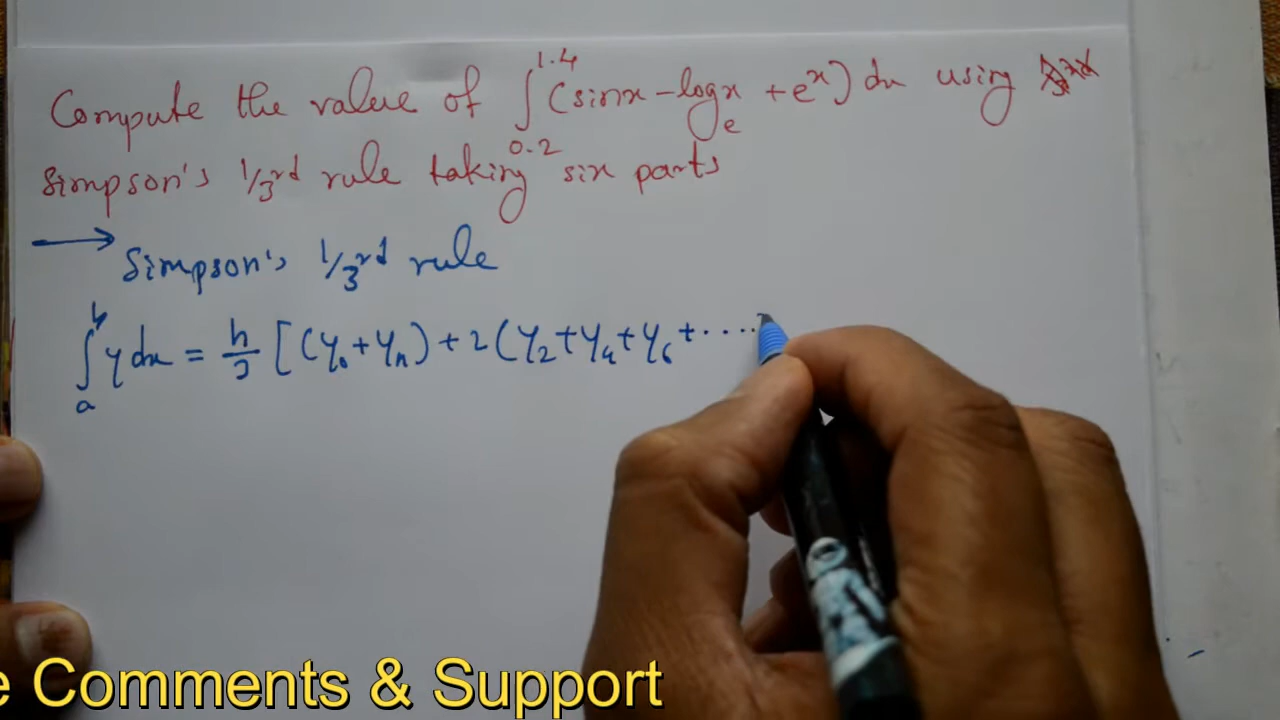 Compute the value of ∫_{0.2}^{1.4} (sinx - log_e x + e^x) dx using
Simpson's 1/3rd rule taking six parts
→ Simpson's 1/3rd rule
∫_a^b y dx = h/3 [(y₀+yₙ) + 2(y₂+y₄+y₆+....
e Comments & Support